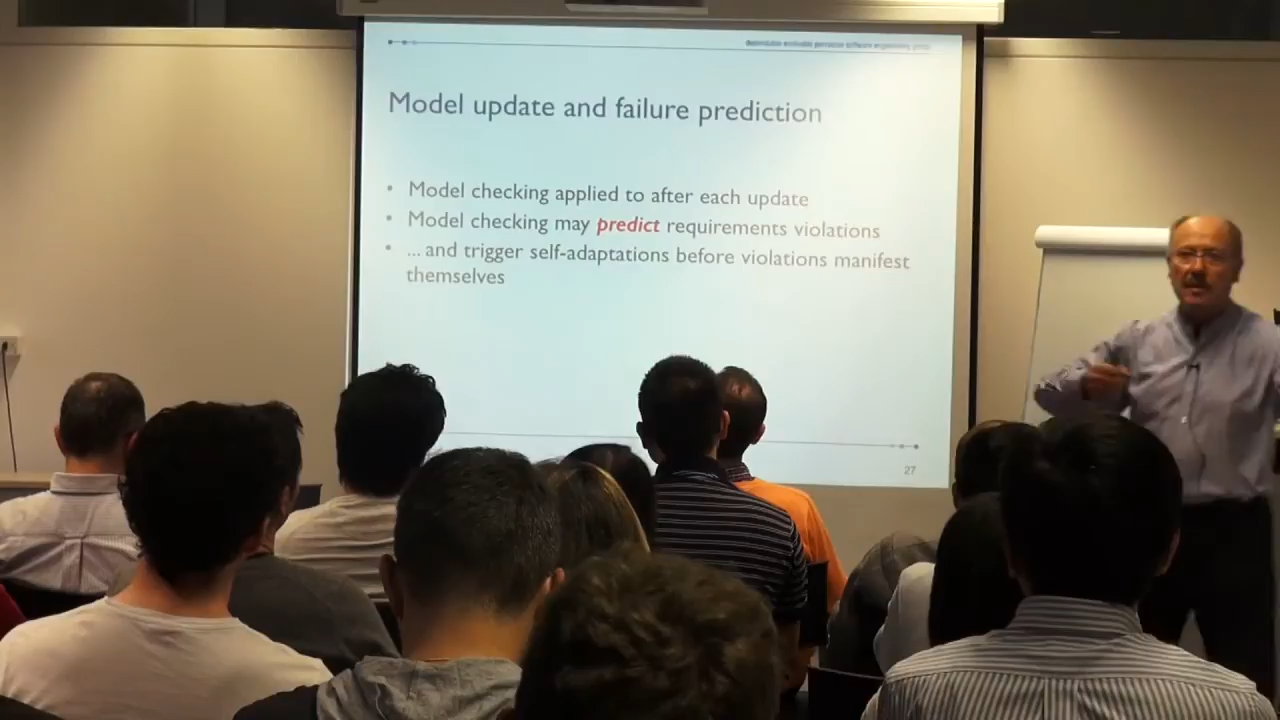 Model update and failure prediction
• Model checking applied to after each update
• Model checking may predict requirements violations
• ... and trigger self-adaptations before violations manifest
themselves
27